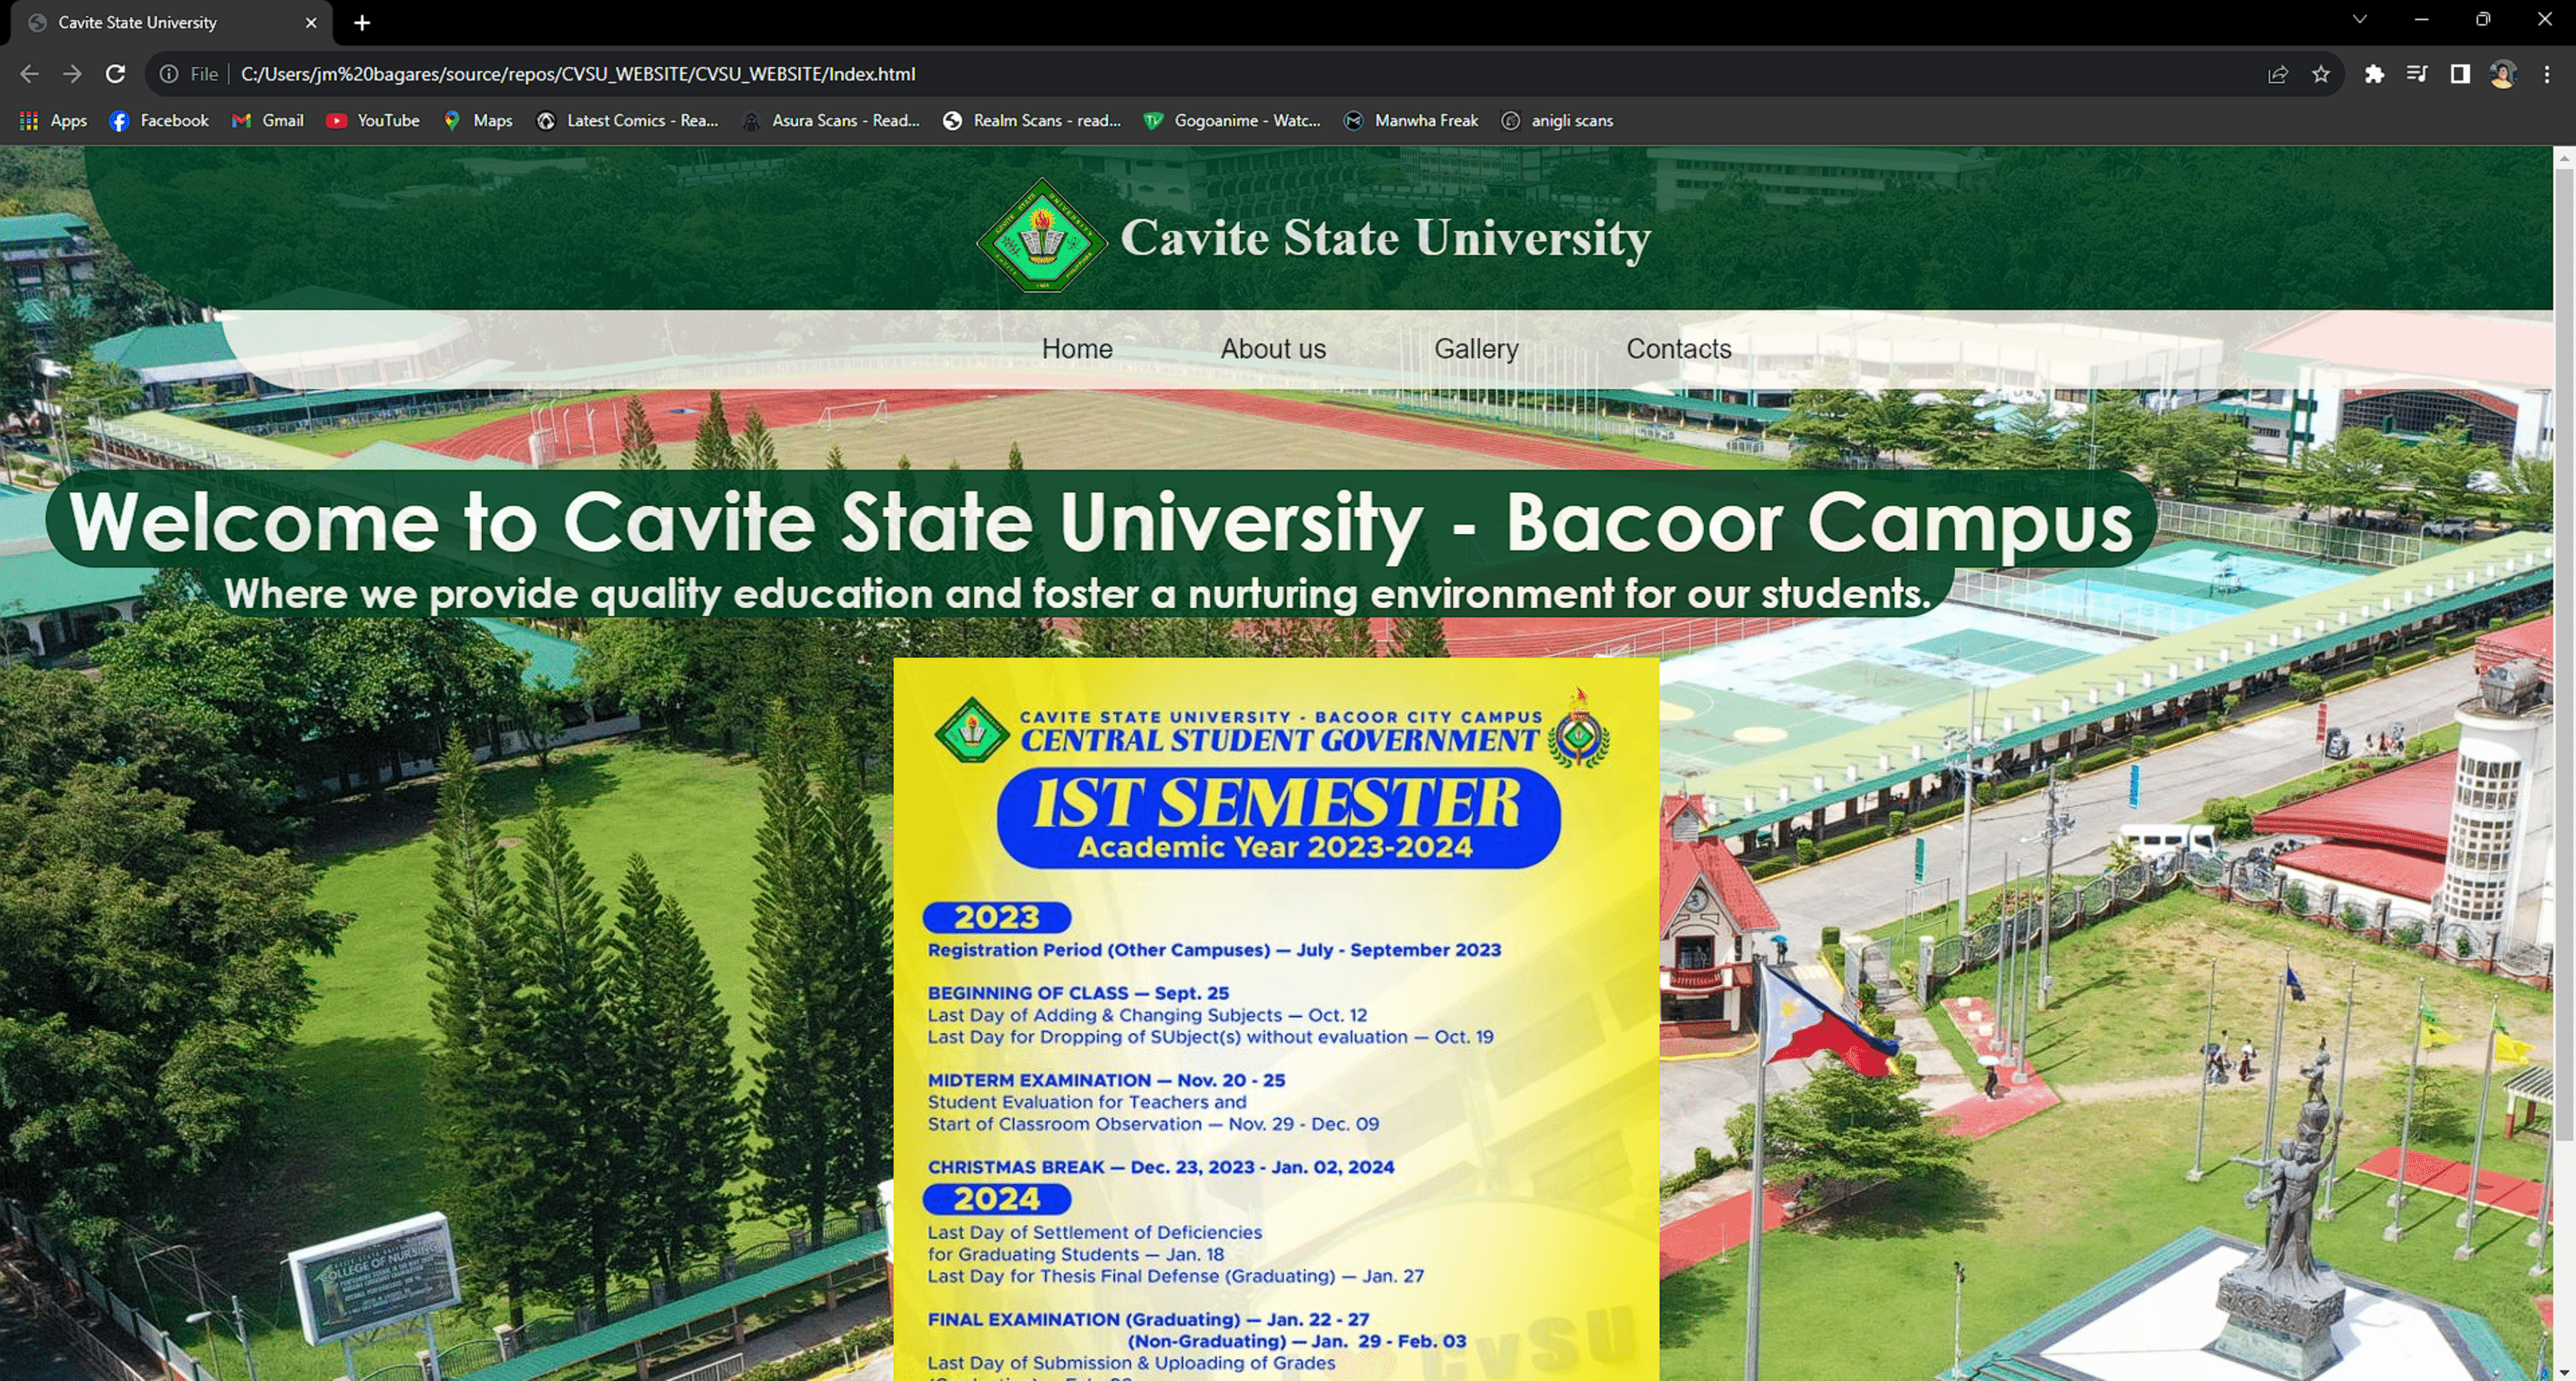 Cavite State University
File
C:/Users/jm%20bagares/source/repos/CVSU_WEBSITE/CVSU_WEBSITE/Index.html
Apps Facebook Gmail YouTube Maps Latest Comics - Rea... Asura Scans - Read... Realm Scans - read... Gogoanime - Watc... Manwha Freak anigli scans
Cavite State University
Home About us Gallery Contacts
Welcome to Cavite State University - Bacoor Campus
Where we provide quality education and foster a nurturing environment for our students.
CAVITE STATE UNIVERSITY - BACOOR CITY CAMPUS
CENTRAL STUDENT GOVERNMENT
1ST SEMESTER
Academic Year 2023-2024
2023
Registration Period (Other Campuses) — July - September 2023
BEGINNING OF CLASS — Sept. 25
Last Day of Adding & Changing Subjects — Oct. 12
Last Day for Dropping of SUbject(s) without evaluation — Oct. 19
MIDTERM EXAMINATION — Nov. 20 - 25
Student Evaluation for Teachers and
Start of Classroom Observation — Nov. 29 - Dec. 09
CHRISTMAS BREAK — Dec. 23, 2023 - Jan. 02, 2024
2024
Last Day of Settlement of Deficiencies
for Graduating Students — Jan. 18
Last Day for Thesis Final Defense (Graduating) — Jan. 27
FINAL EXAMINATION (Graduating) — Jan. 22 - 27
(Non-Graduating) — Jan. 29 - Feb. 03
Last Day of Submission & Uploading of Grades
CvSU
COLLEGE OF NURSING